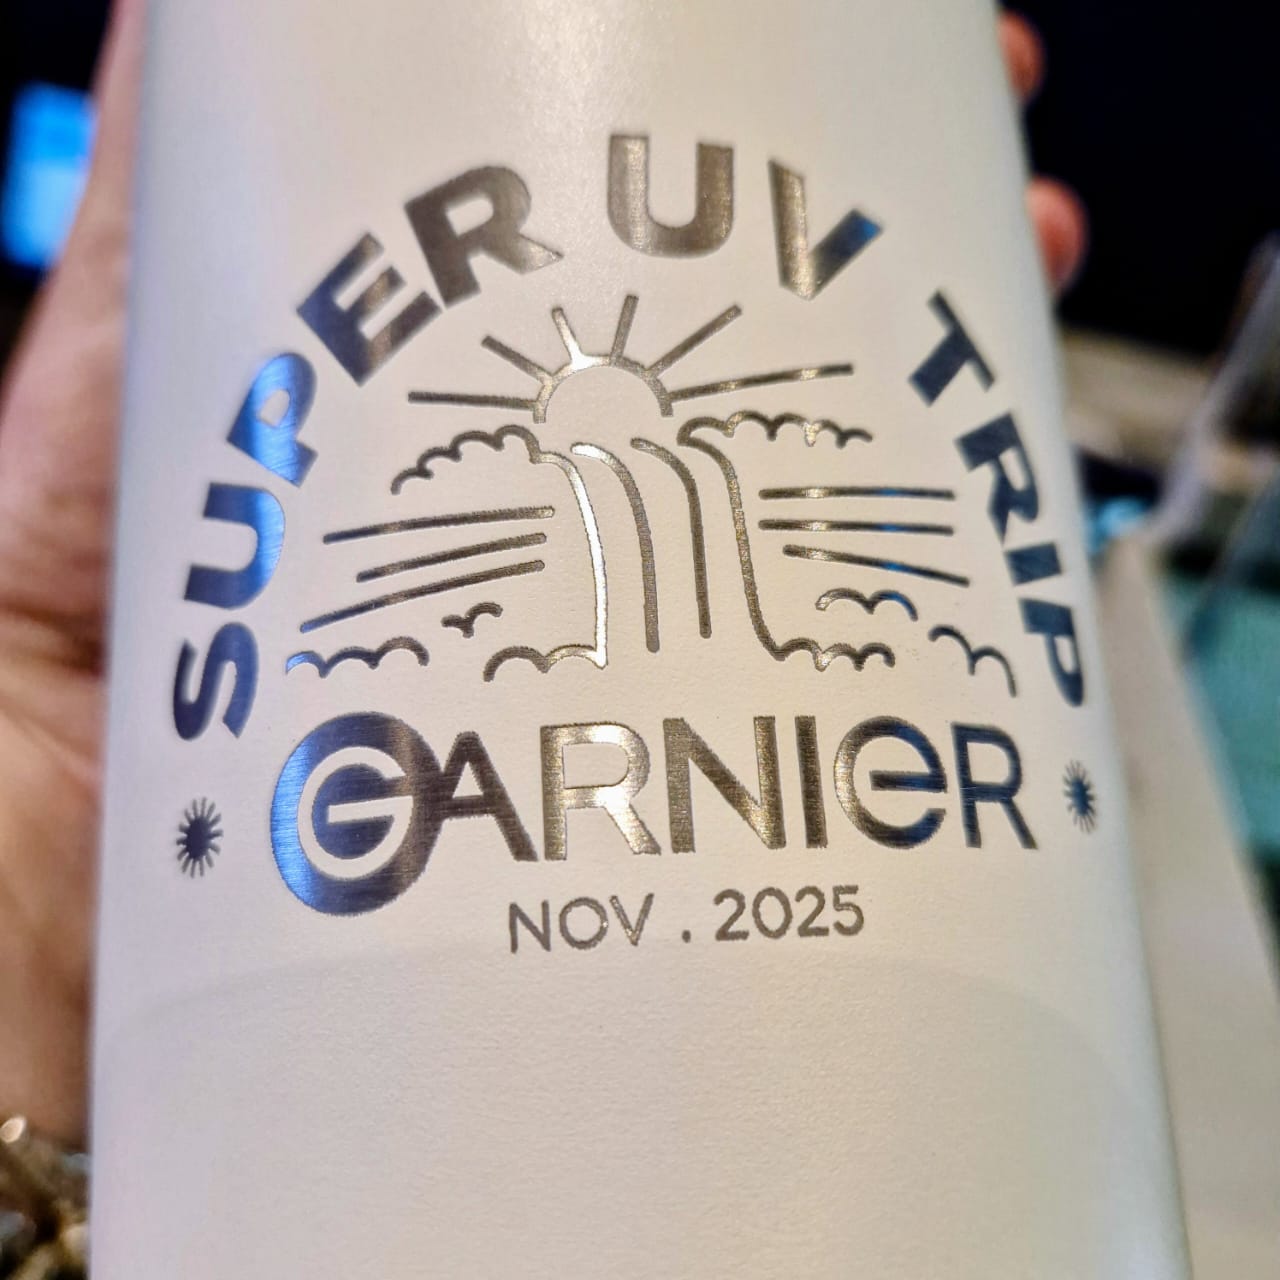 SUPER UV TRIP
GARNIER
NOV . 2025